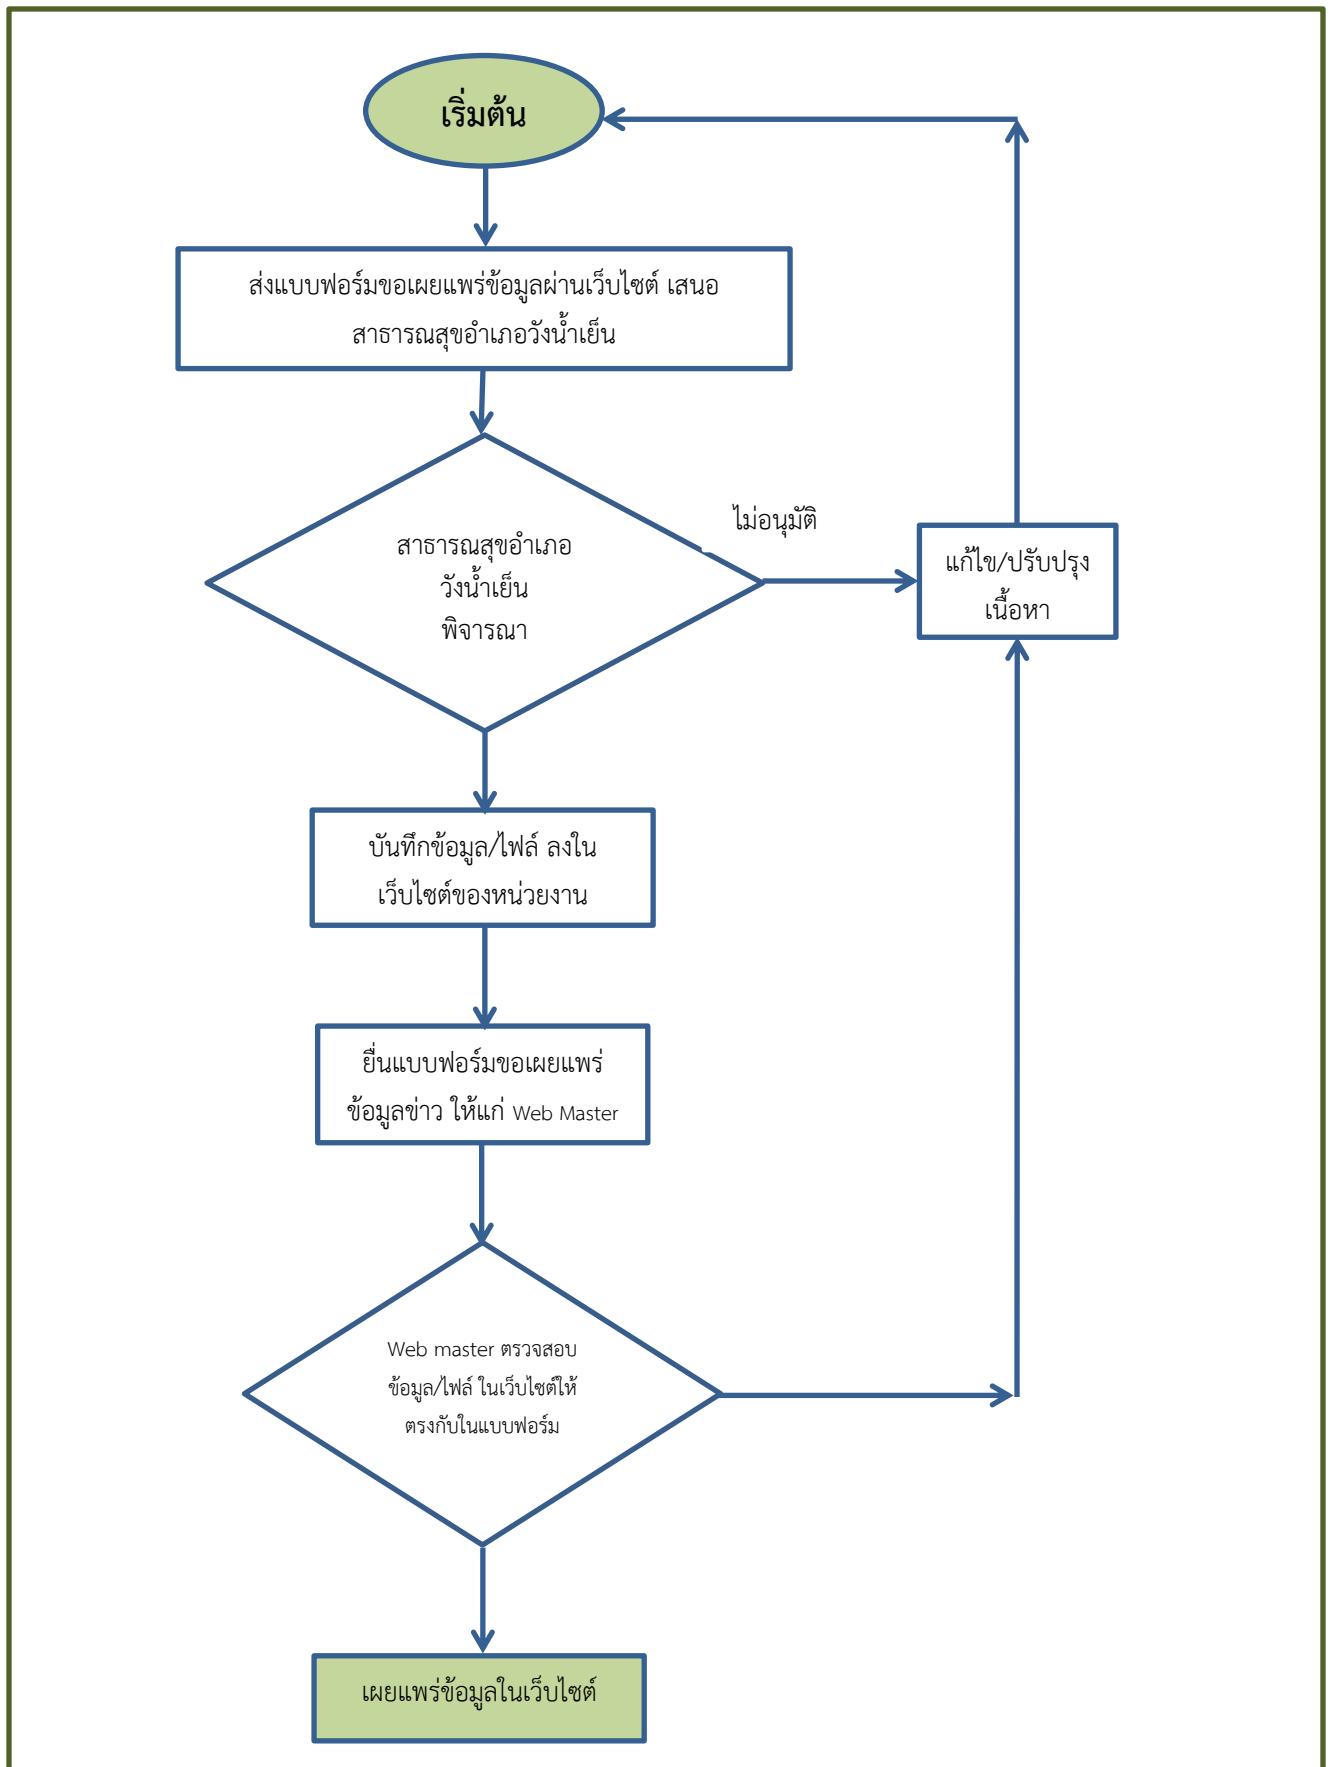 เริ่มต้น
ส่งแบบฟอร์มขอเผยแพร่ข้อมูลผ่านเว็บไซต์ เสนอ
สาธารณสุขอำเภอวังน้ำเย็น
สาธารณสุขอำเภอ
วังน้ำเย็น
พิจารณา
ไม่อนุมัติ
แก้ไข/ปรับปรุง
เนื้อหา
บันทึกข้อมูล/ไฟล์ ลงใน
เว็บไซต์ของหน่วยงาน
ยื่นแบบฟอร์มขอเผยแพร่
ข้อมูลข่าว ให้แก่ Web Master
Web master ตรวจสอบ
ข้อมูล/ไฟล์ ในเว็บไซต์ให้
ตรงกับในแบบฟอร์ม
เผยแพร่ข้อมูลในเว็บไซต์